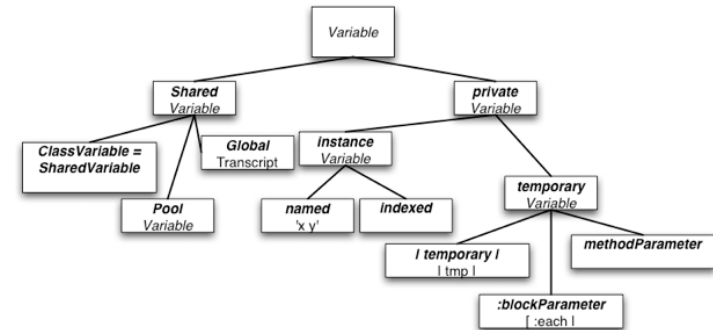 Variable
Shared
Variable
private
Variable
ClassVariable =
SharedVariable
Global
Transcript
instance
Variable
Pool
Variable
named
'x y'
indexed
temporary
Variable
| temporary |
| tmp |
methodParameter
:blockParameter
[ :each |